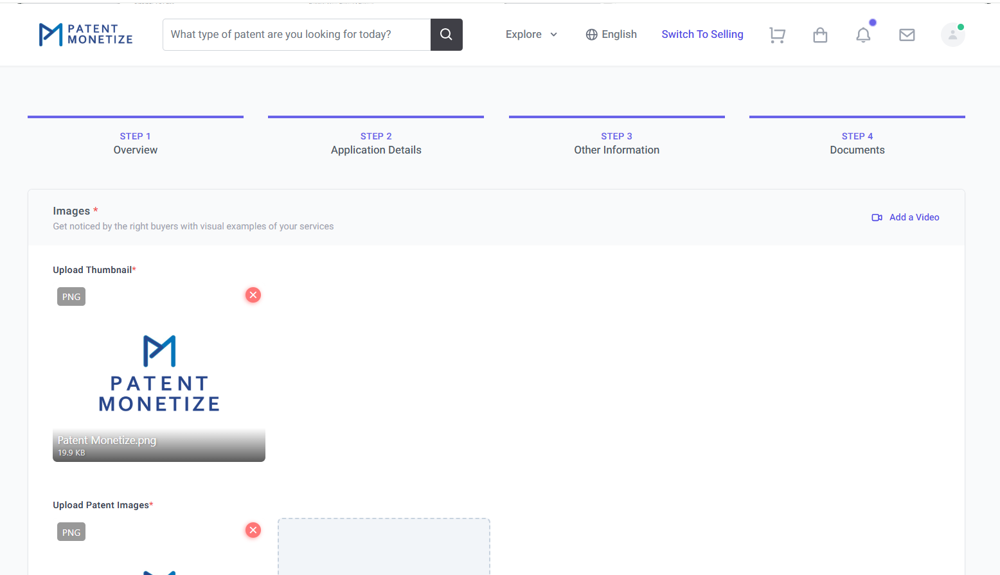 PATENT
MONETIZE
What type of patent are you looking for today?
Explore
English
Switch To Selling
STEP 1
Overview
STEP 2
Application Details
STEP 3
Other Information
STEP 4
Documents
Images *
Get noticed by the right buyers with visual examples of your services
Add a Video
Upload Thumbnail*
PNG
PATENT
MONETIZE
Patent Monetize.png
19.9 KB
Upload Patent Images*
PNG